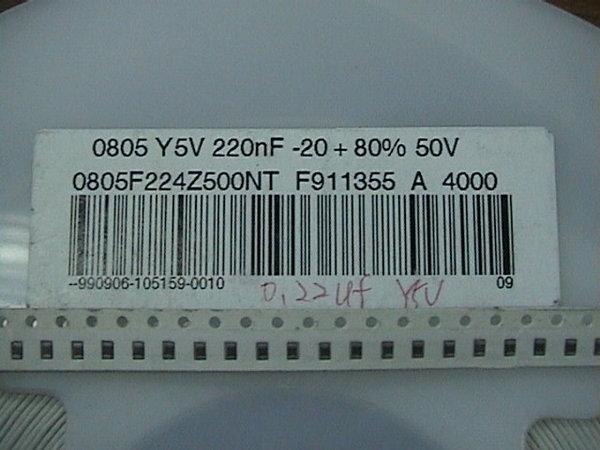 0805 Y5V 220nF -20 + 80% 50V
0805F224Z500NT F911355 A 4000
--990906-105159-0010 09
0.22uf Y5V